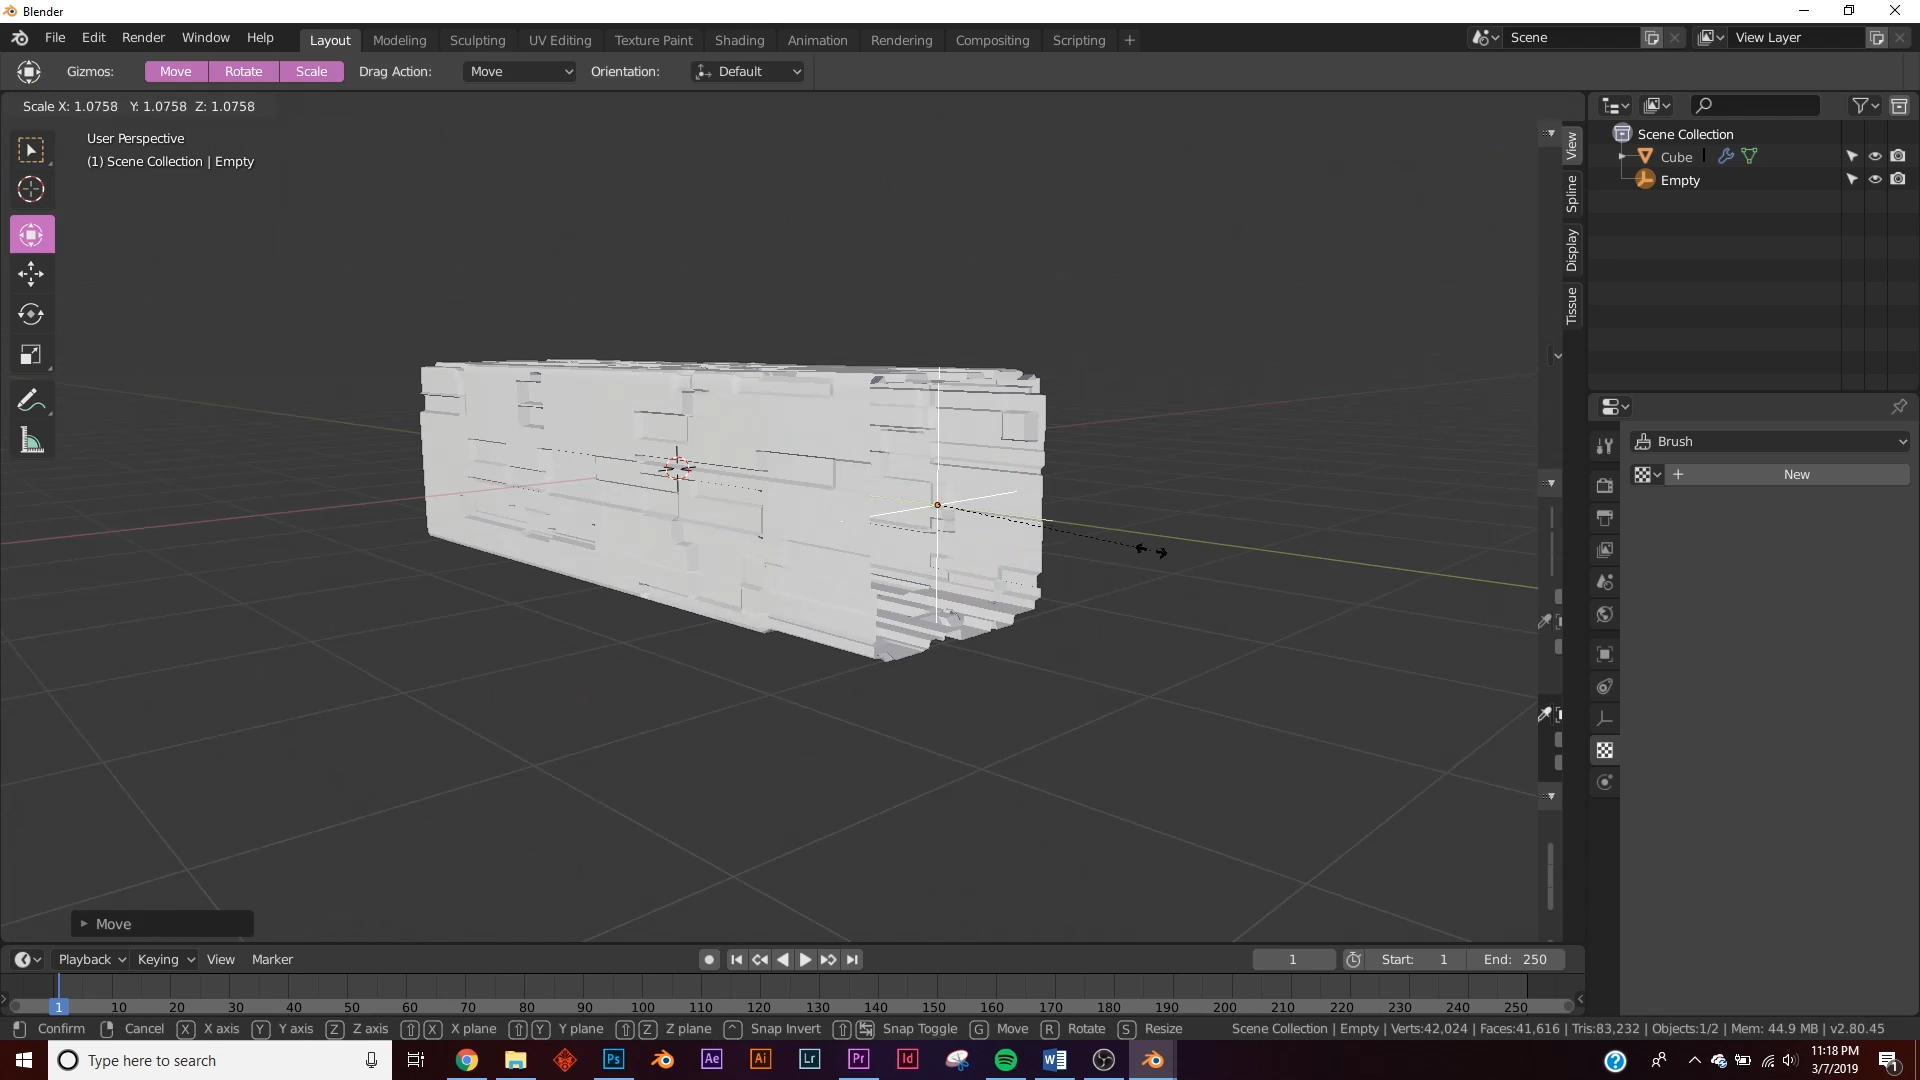 Blender
File Edit Render Window Help Layout Modeling Sculpting UV Editing Texture Paint Shading Animation Rendering Compositing Scripting + Scene View Layer
Gizmos: Move Rotate Scale Drag Action: Move Orientation: Default
Scale X: 1.0758 Y: 1.0758 Z: 1.0758
User Perspective
(1) Scene Collection | Empty
View
Spline
Display
Tissue
Scene Collection
Cube
Empty
Brush
+ New
Move
Playback Keying View Marker 1 Start: 1 End: 250
1 10 20 30 40 50 60 70 80 90 100 110 120 130 140 150 160 170 180 190 200 210 220 230 240 250
Confirm Cancel X X axis Y Y axis Z Z axis X X plane Y Y plane Z Z plane Snap Invert Snap Toggle G Move R Rotate S Resize Scene Collection | Empty | Verts:42,024 | Faces:41,616 | Tris:83,232 | Objects:1/2 | Mem: 44.9 MB | v2.80.45
Type here to search Ps Ae Ai Lr Pr Id W 11:18 PM
3/7/2019 1